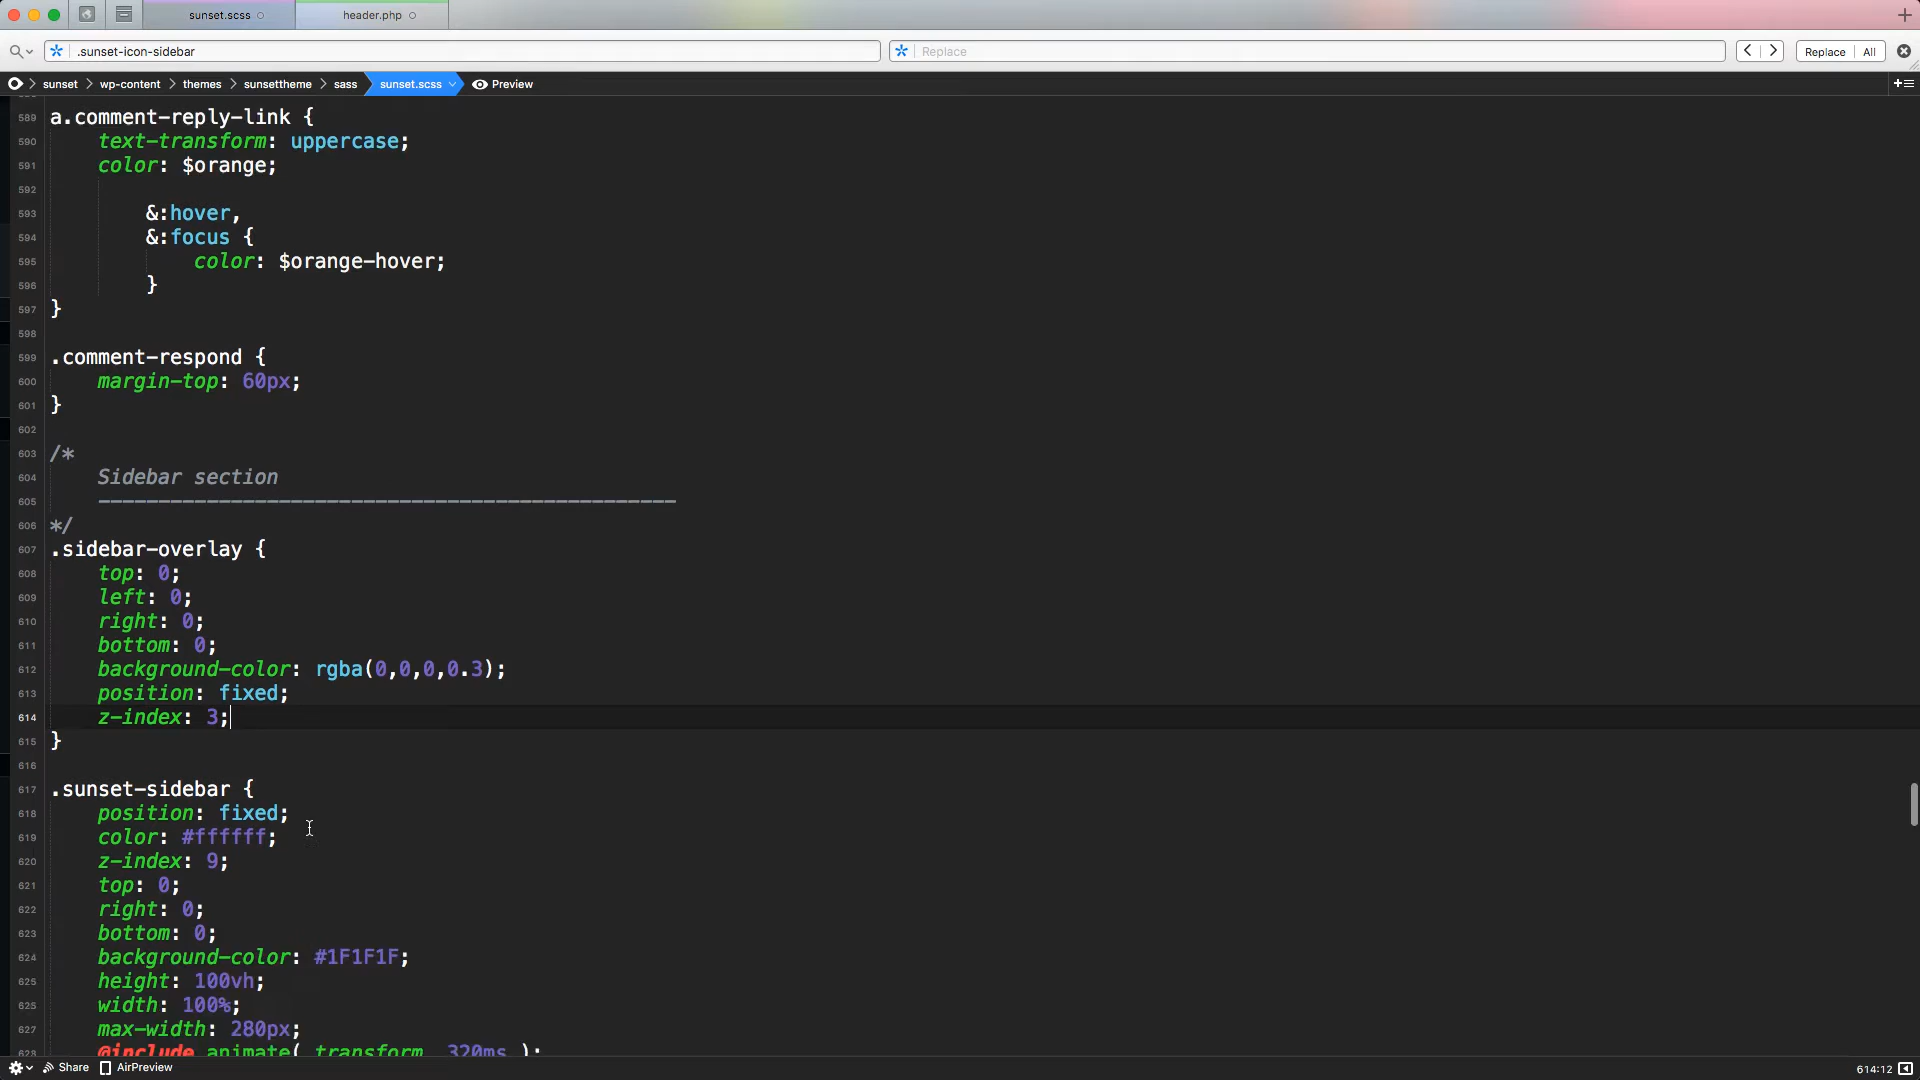 sunset.scss
header.php
.sunset-icon-sidebar
Replace
Replace All
sunset wp-content themes sunsettheme sass sunset.scss Preview
589 a.comment-reply-link {
590 text-transform: uppercase;
591 color: $orange;
592
593 &:hover,
594 &:focus {
595 color: $orange-hover;
596 }
597 }
598
599 .comment-respond {
600 margin-top: 60px;
601 }
602
603 /*
604 Sidebar section
605 ------------------------------------------------
606 */
607 .sidebar-overlay {
608 top: 0;
609 left: 0;
610 right: 0;
611 bottom: 0;
612 background-color: rgba(0,0,0,0.3);
613 position: fixed;
614 z-index: 3;
615 }
616
617 .sunset-sidebar {
618 position: fixed;
619 color: #ffffff;
620 z-index: 9;
621 top: 0;
622 right: 0;
623 bottom: 0;
624 background-color: #1F1F1F;
625 height: 100vh;
626 width: 100%;
627 max-width: 280px;
628 @include animate( transform, 320ms );
Share AirPreview 614:12